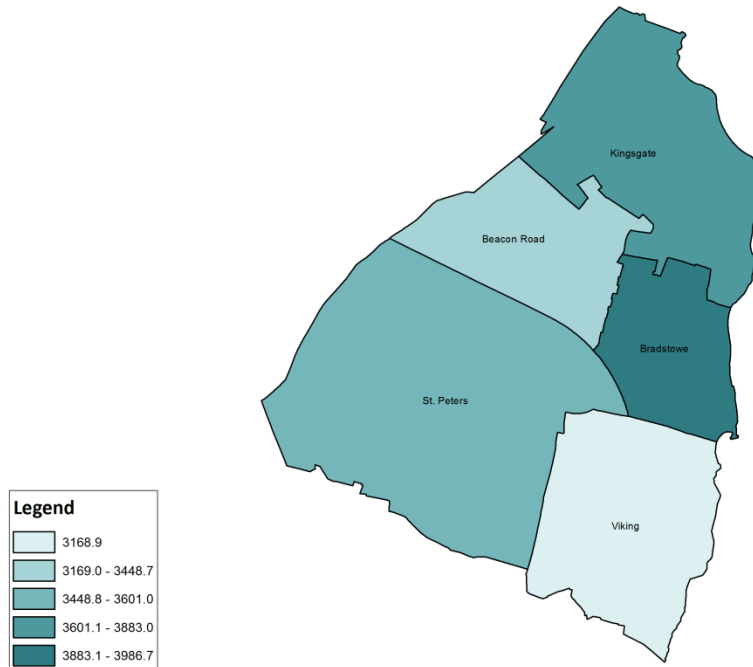 Kingsgate
Beacon Road
Bradstowe
St. Peters
Viking
Legend
3168.9
3169.0 - 3448.7
3448.8 - 3601.0
3601.1 - 3883.0
3883.1 - 3986.7